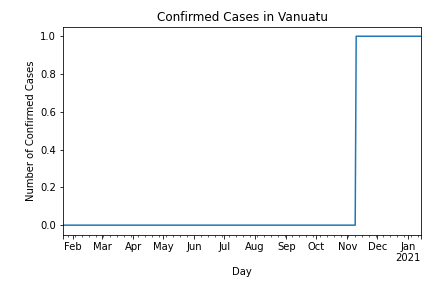 Confirmed Cases in Vanuatu
Number of Confirmed Cases
1.0
0.8
0.6
0.4
0.2
0.0
Feb Mar Apr May Jun Jul Aug Sep Oct Nov Dec Jan
2021
Day